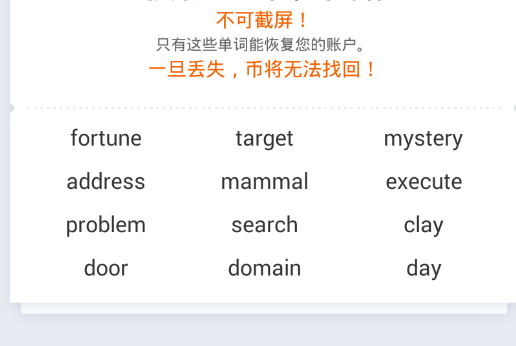 不可截屏！
只有这些单词能恢复您的账户。
一旦丢失，币将无法找回！
fortune target mystery
address mammal execute
problem search clay
door domain day